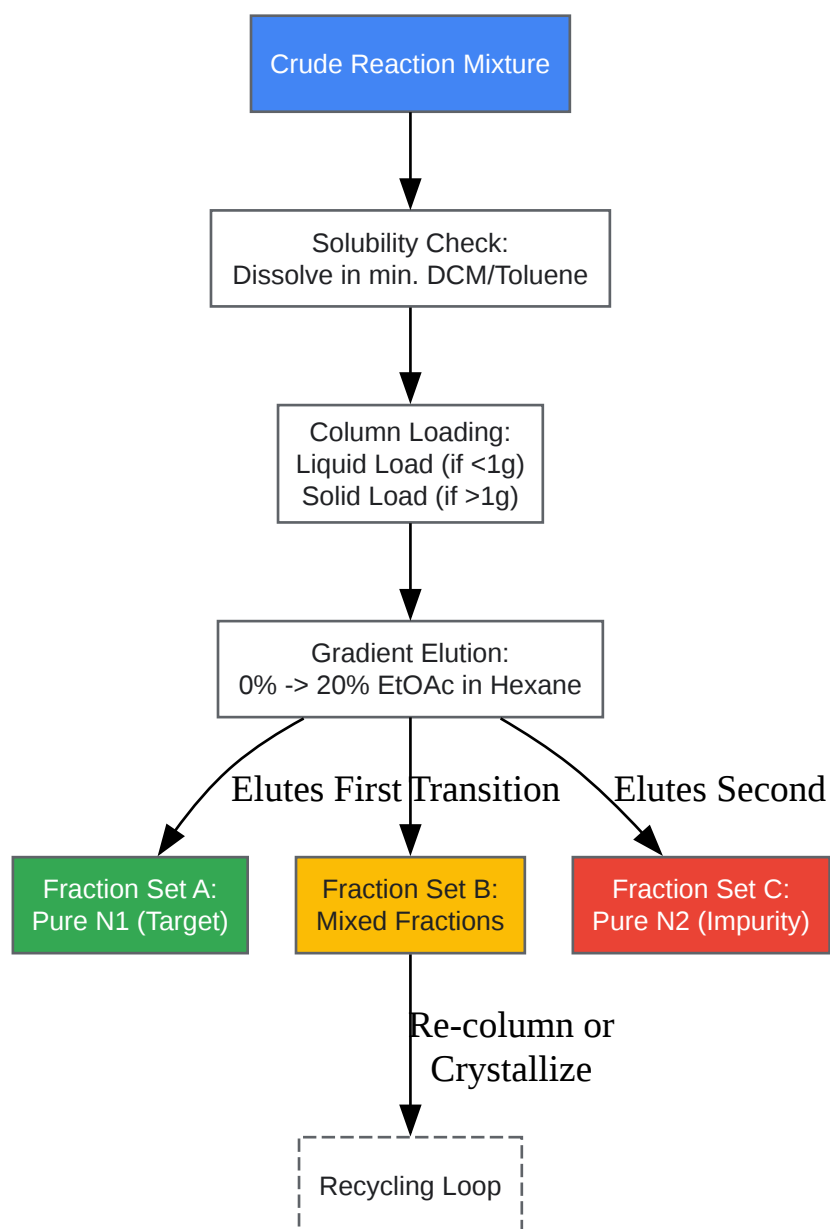 Crude Reaction Mixture
Solubility Check:
Dissolve in min. DCM/Toluene
Column Loading:
Liquid Load (if <1g)
Solid Load (if >1g)
Gradient Elution:
0% -> 20% EtOAc in Hexane
Elutes First
Transition
Elutes Second
Fraction Set A:
Pure N1 (Target)
Fraction Set B:
Mixed Fractions
Fraction Set C:
Pure N2 (Impurity)
Re-column or
Crystallize
Recycling Loop